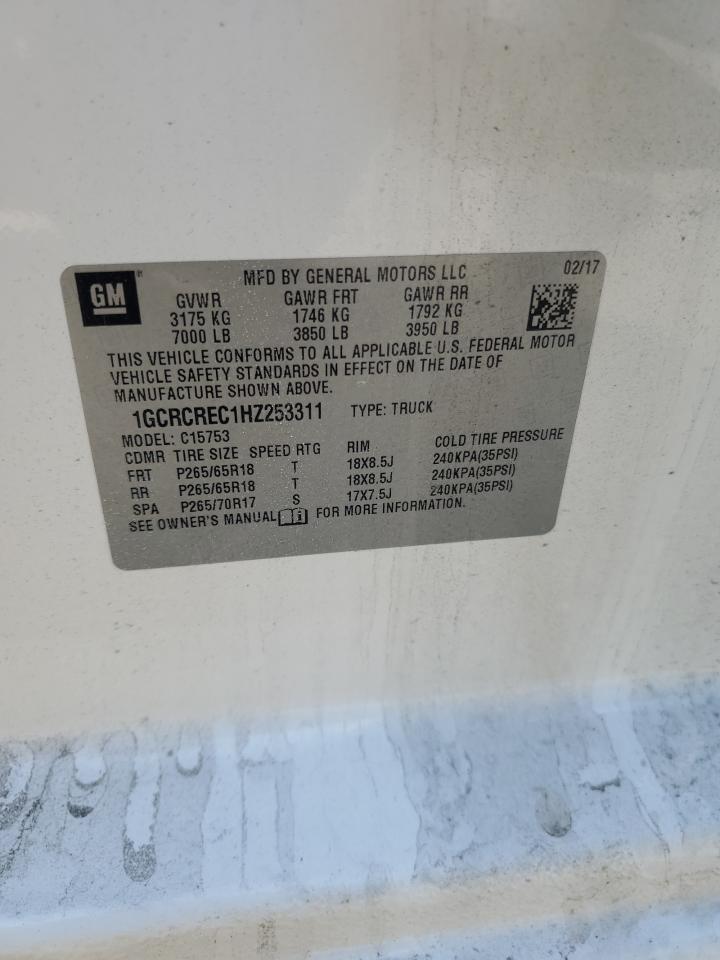 GM MFD BY GENERAL MOTORS LLC 02/17
GVWR GAWR FRT GAWR RR
3175 KG 1746 KG 1792 KG
7000 LB 3850 LB 3950 LB
THIS VEHICLE CONFORMS TO ALL APPLICABLE U.S. FEDERAL MOTOR
VEHICLE SAFETY STANDARDS IN EFFECT ON THE DATE OF
MANUFACTURE SHOWN ABOVE.
1GCRCREC1HZ253311 TYPE: TRUCK
MODEL: C15753
CDMR TIRE SIZE SPEED RTG RIM COLD TIRE PRESSURE
FRT P265/65R18 T 18X8.5J 240KPA(35PSI)
RR P265/65R18 T 18X8.5J 240KPA(35PSI)
SPA P265/70R17 S 17X7.5J 240KPA(35PSI)
SEE OWNER'S MANUAL FOR MORE INFORMATION.